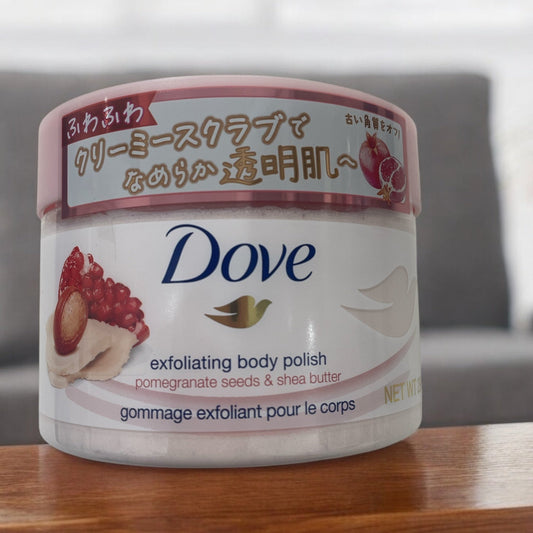 ふわふわ
クリーミースクラブで
なめらか透明肌～
古い角質をオフ!
Dove
exfoliating body polish
pomegranate seeds & shea butter
gommage exfoliant pour le corps
NET WT